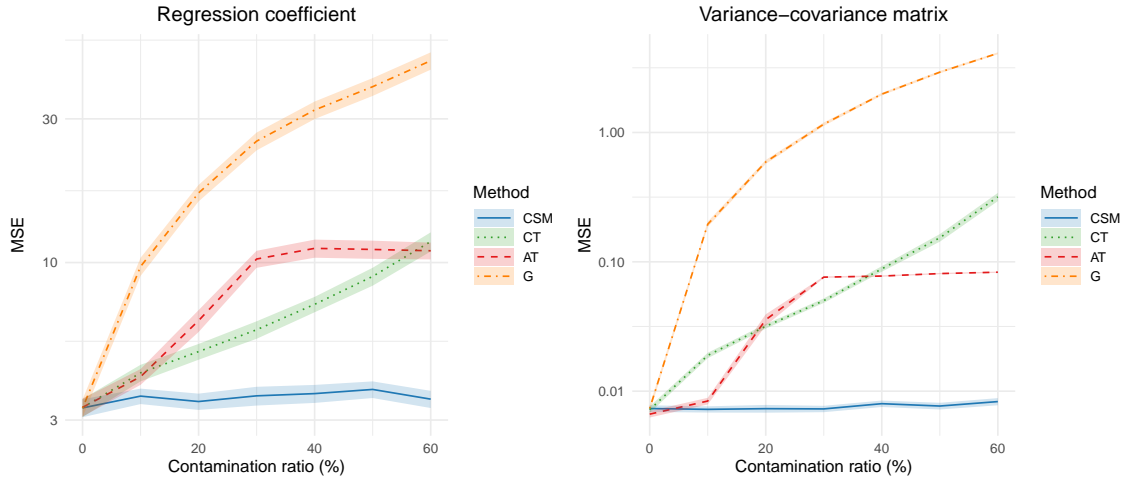 Regression coefficient
MSE
30
10
3
0
20
40
60
Contamination ratio (%)
Method
CSM
CT
AT
G
Variance−covariance matrix
MSE
1.00
0.10
0.01
0
20
40
60
Contamination ratio (%)
Method
CSM
CT
AT
G